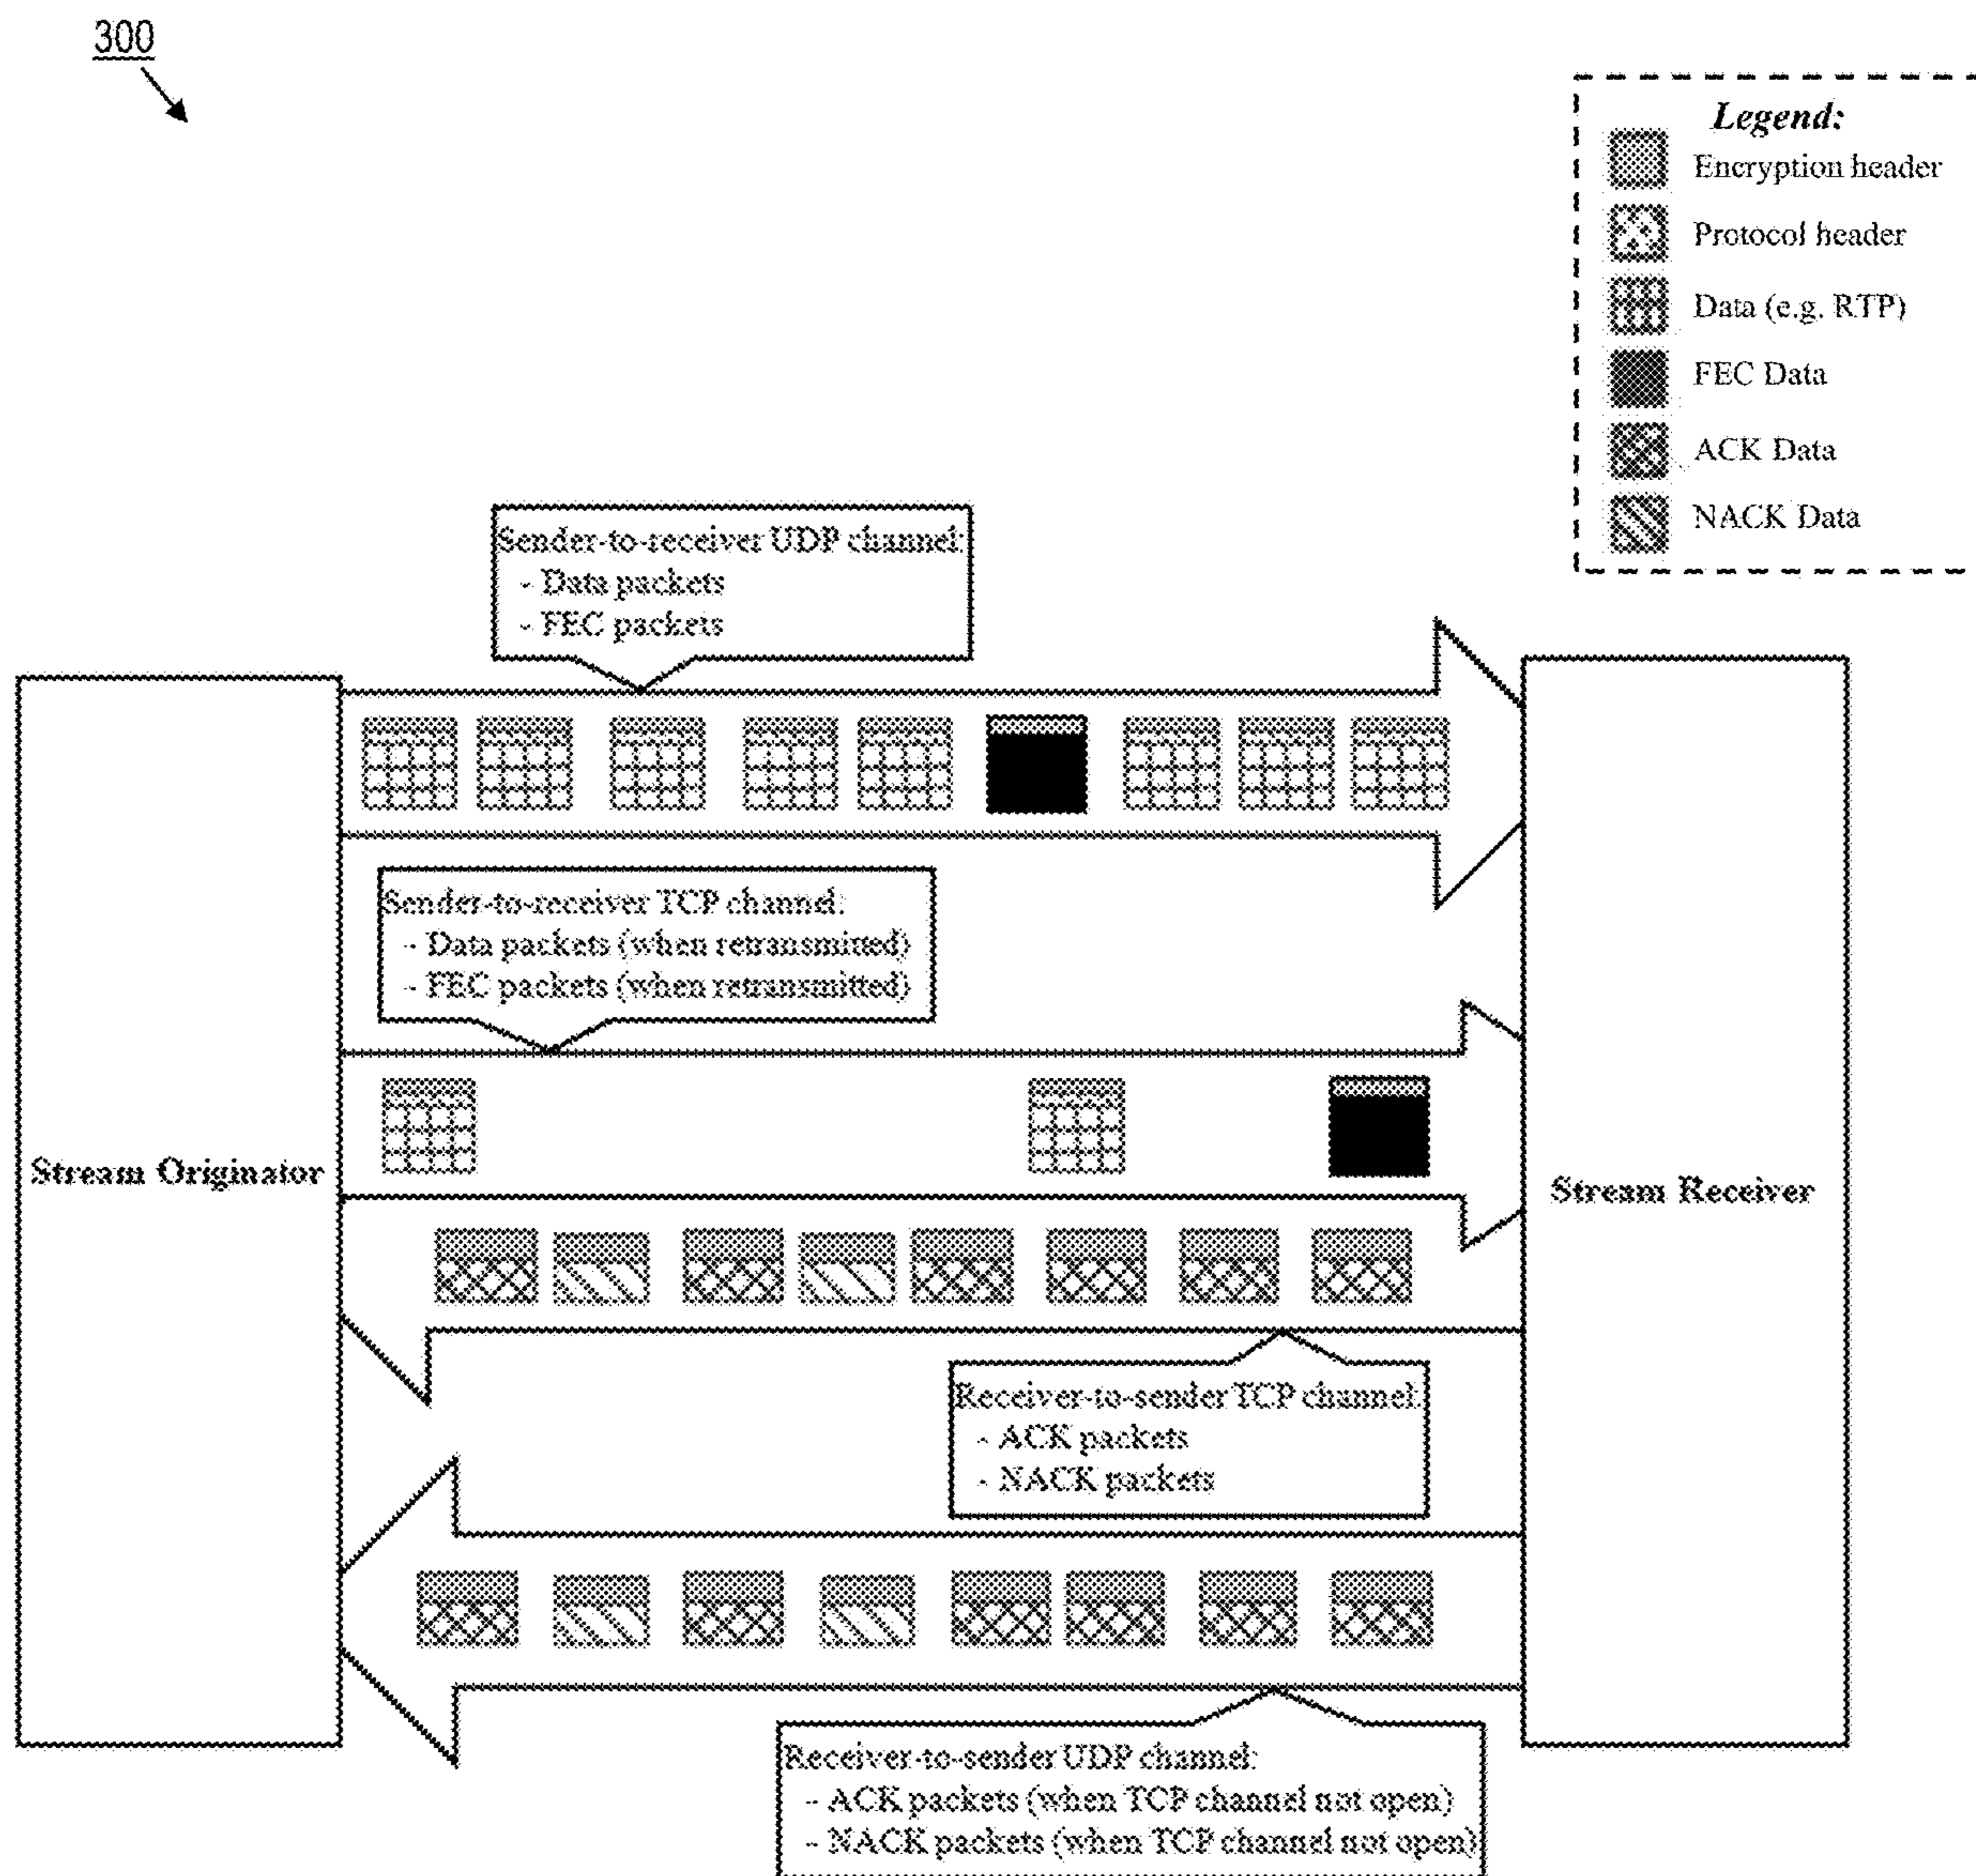 300
Legend:
Encryption header
Protocol header
Data (e.g. RTP)
FEC Data
ACK Data
NACK Data
Sender-to-receiver UDP channel:
- Data packets
- FEC packets
Sender-to-receiver TCP channel:
- Data packets (when retransmitted)
- FEC packets (when retransmitted)
Stream Originator
Stream Receiver
Receiver-to-sender TCP channel:
- ACK packets
- NACK packets
Receiver-to-sender UDP channel:
- ACK packets (when TCP channel not open)
- NACK packets (when TCP channel not open)